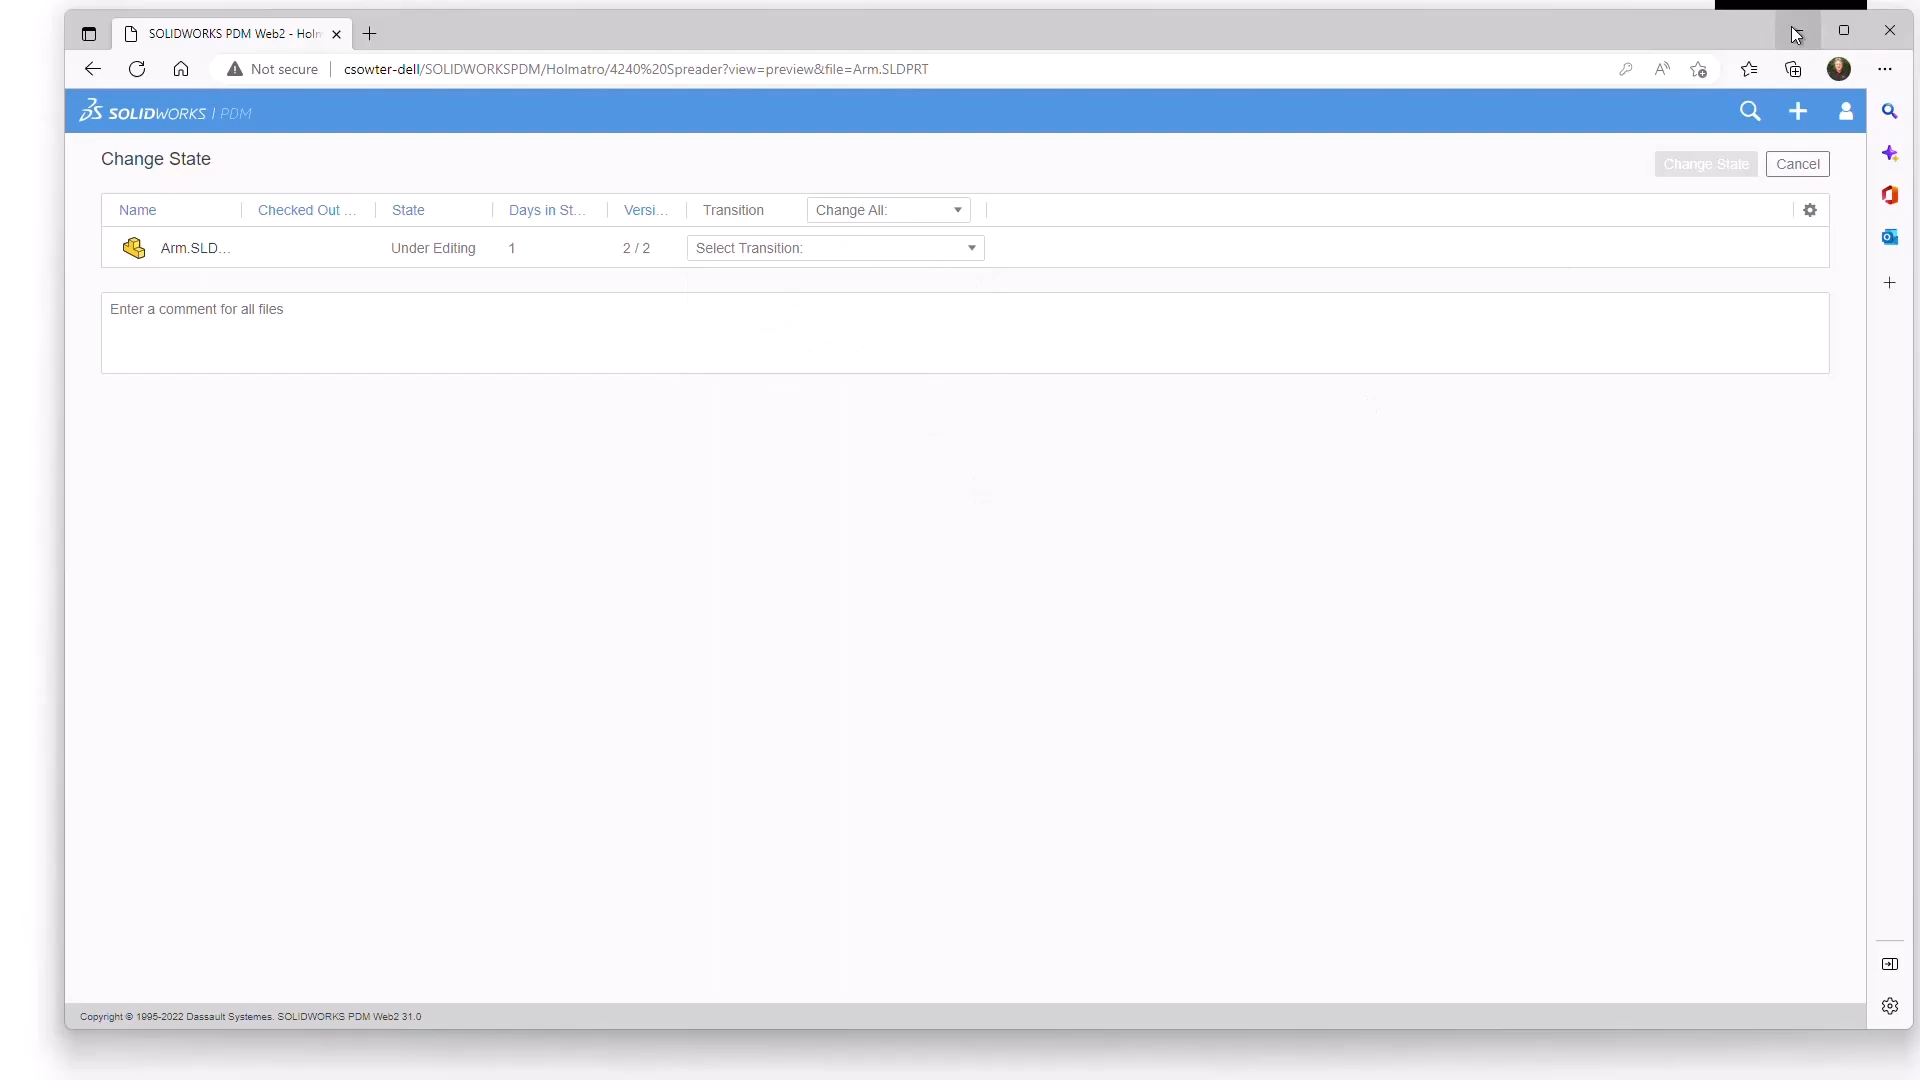 SOLIDWORKS PDM Web2 - Holm
Not secure
csowter-dell/SOLIDWORKSPDM/Holmatro/4240%20Spreader?view=preview&file=Arm.SLDPRT
SOLIDWORKS | PDM
Change State
Change State
Cancel
Name
Checked Out ...
State
Days in St...
Versi...
Transition
Change All:
Arm.SLD...
Under Editing
1
2 / 2
Select Transition:
Enter a comment for all files
Copyright © 1995-2022 Dassault Systemes. SOLIDWORKS PDM Web2 31.0